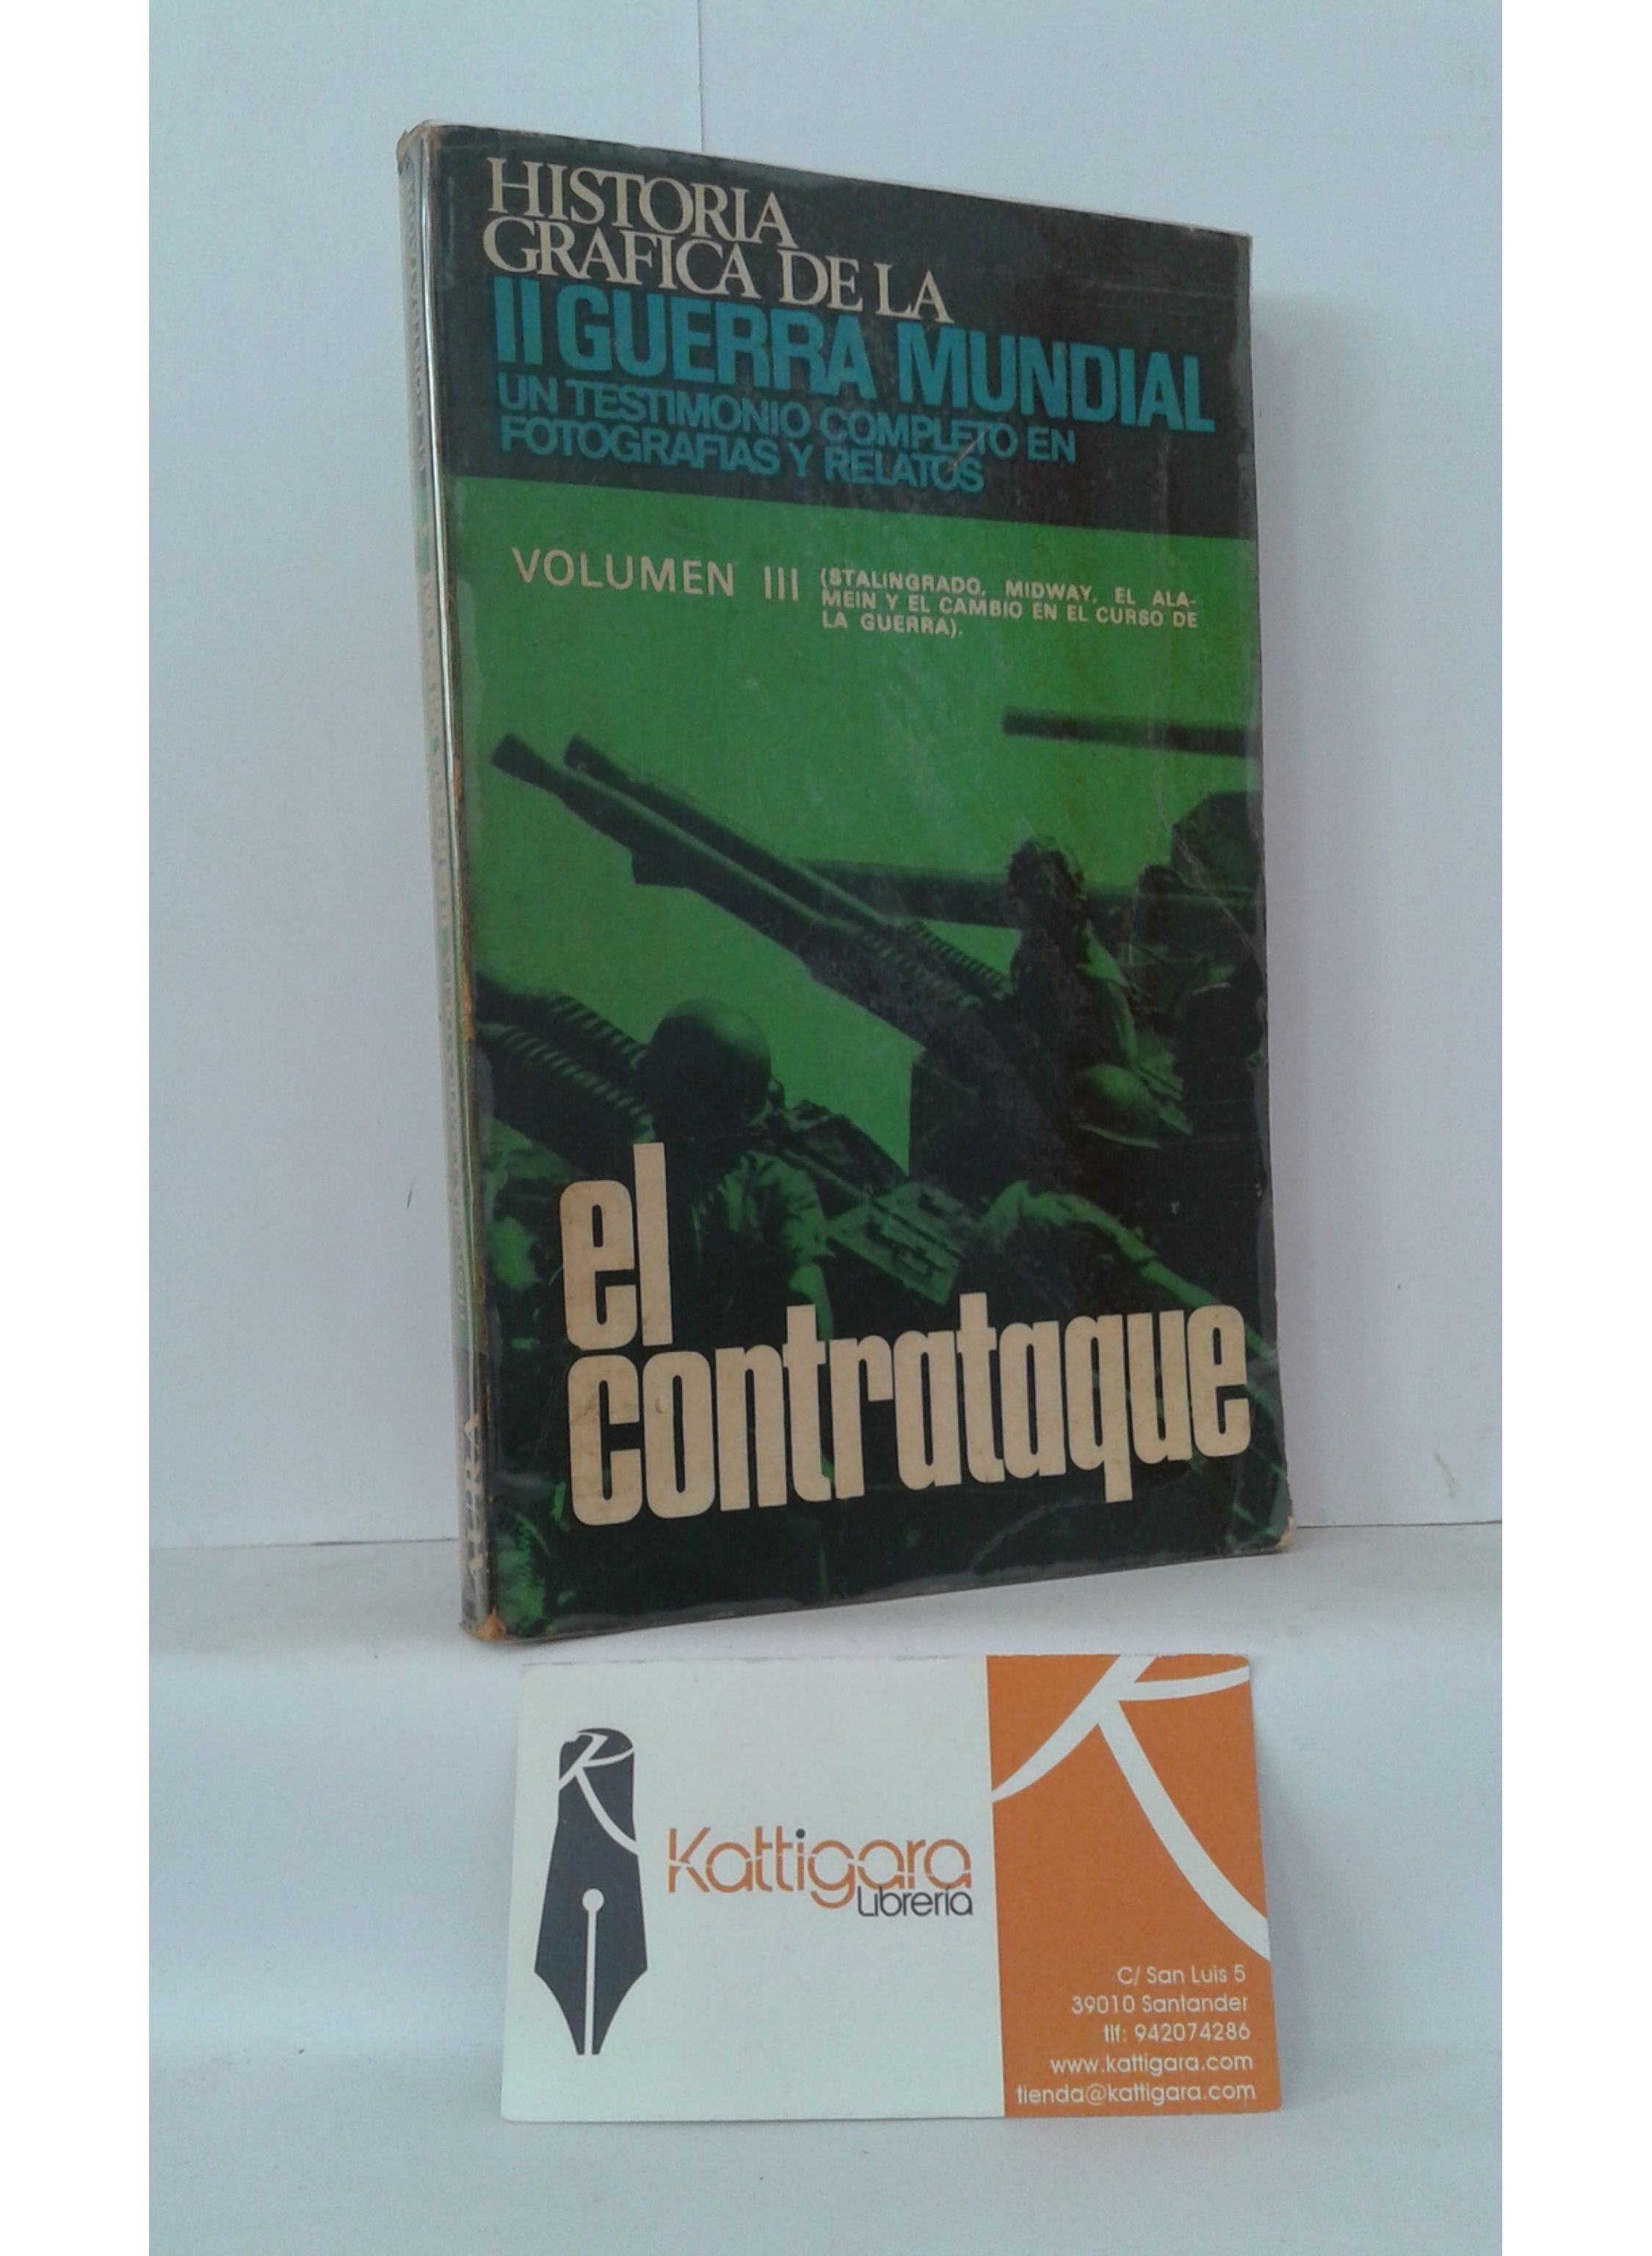 HISTORIA
GRAFICA DE LA
II GUERRA MUNDIAL
UN TESTIMONIO COMPLETO EN
FOTOGRAFIAS Y RELATOS
VOLUMEN III (STALINGRADO, MIDWAY, EL ALA-
MEIN Y EL CAMBIO EN EL CURSO DE
LA GUERRA).
el
contrataque
Kattigara
Librería
C/ San Luis 5
39010 Santander
tlf: 942074286
www.kattigara.com
tienda@kattigara.com